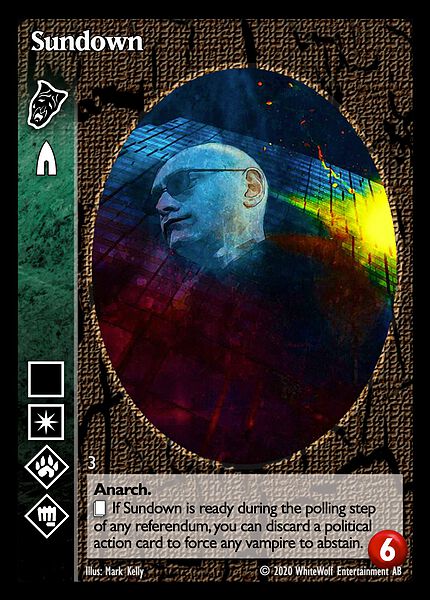 Sundown
3
Anarch.
If Sundown is ready during the polling step
of any referendum, you can discard a political
action card to force any vampire to abstain.
6
Illus: Mark Kelly © 2020 WhiteWolf Entertainment AB